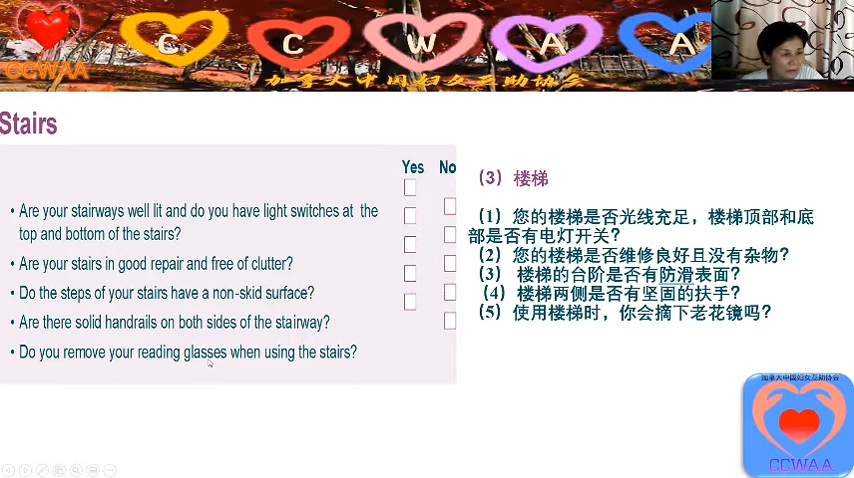 C C W A A
CCWAA
加拿大中国妇女互助协会
Stairs
Yes No
• Are your stairways well lit and do you have light switches at the
top and bottom of the stairs?
• Are your stairs in good repair and free of clutter?
• Do the steps of your stairs have a non-skid surface?
• Are there solid handrails on both sides of the stairway?
• Do you remove your reading glasses when using the stairs?
（3）楼梯
（1）您的楼梯是否光线充足，楼梯顶部和底
部是否有电灯开关？
（2）您的楼梯是否维修良好且没有杂物？
（3） 楼梯的台阶是否有防滑表面？
（4）楼梯两侧是否有坚固的扶手？
（5）使用楼梯时，你会摘下老花镜吗？
加拿大中国妇女互助协会
CCWAA